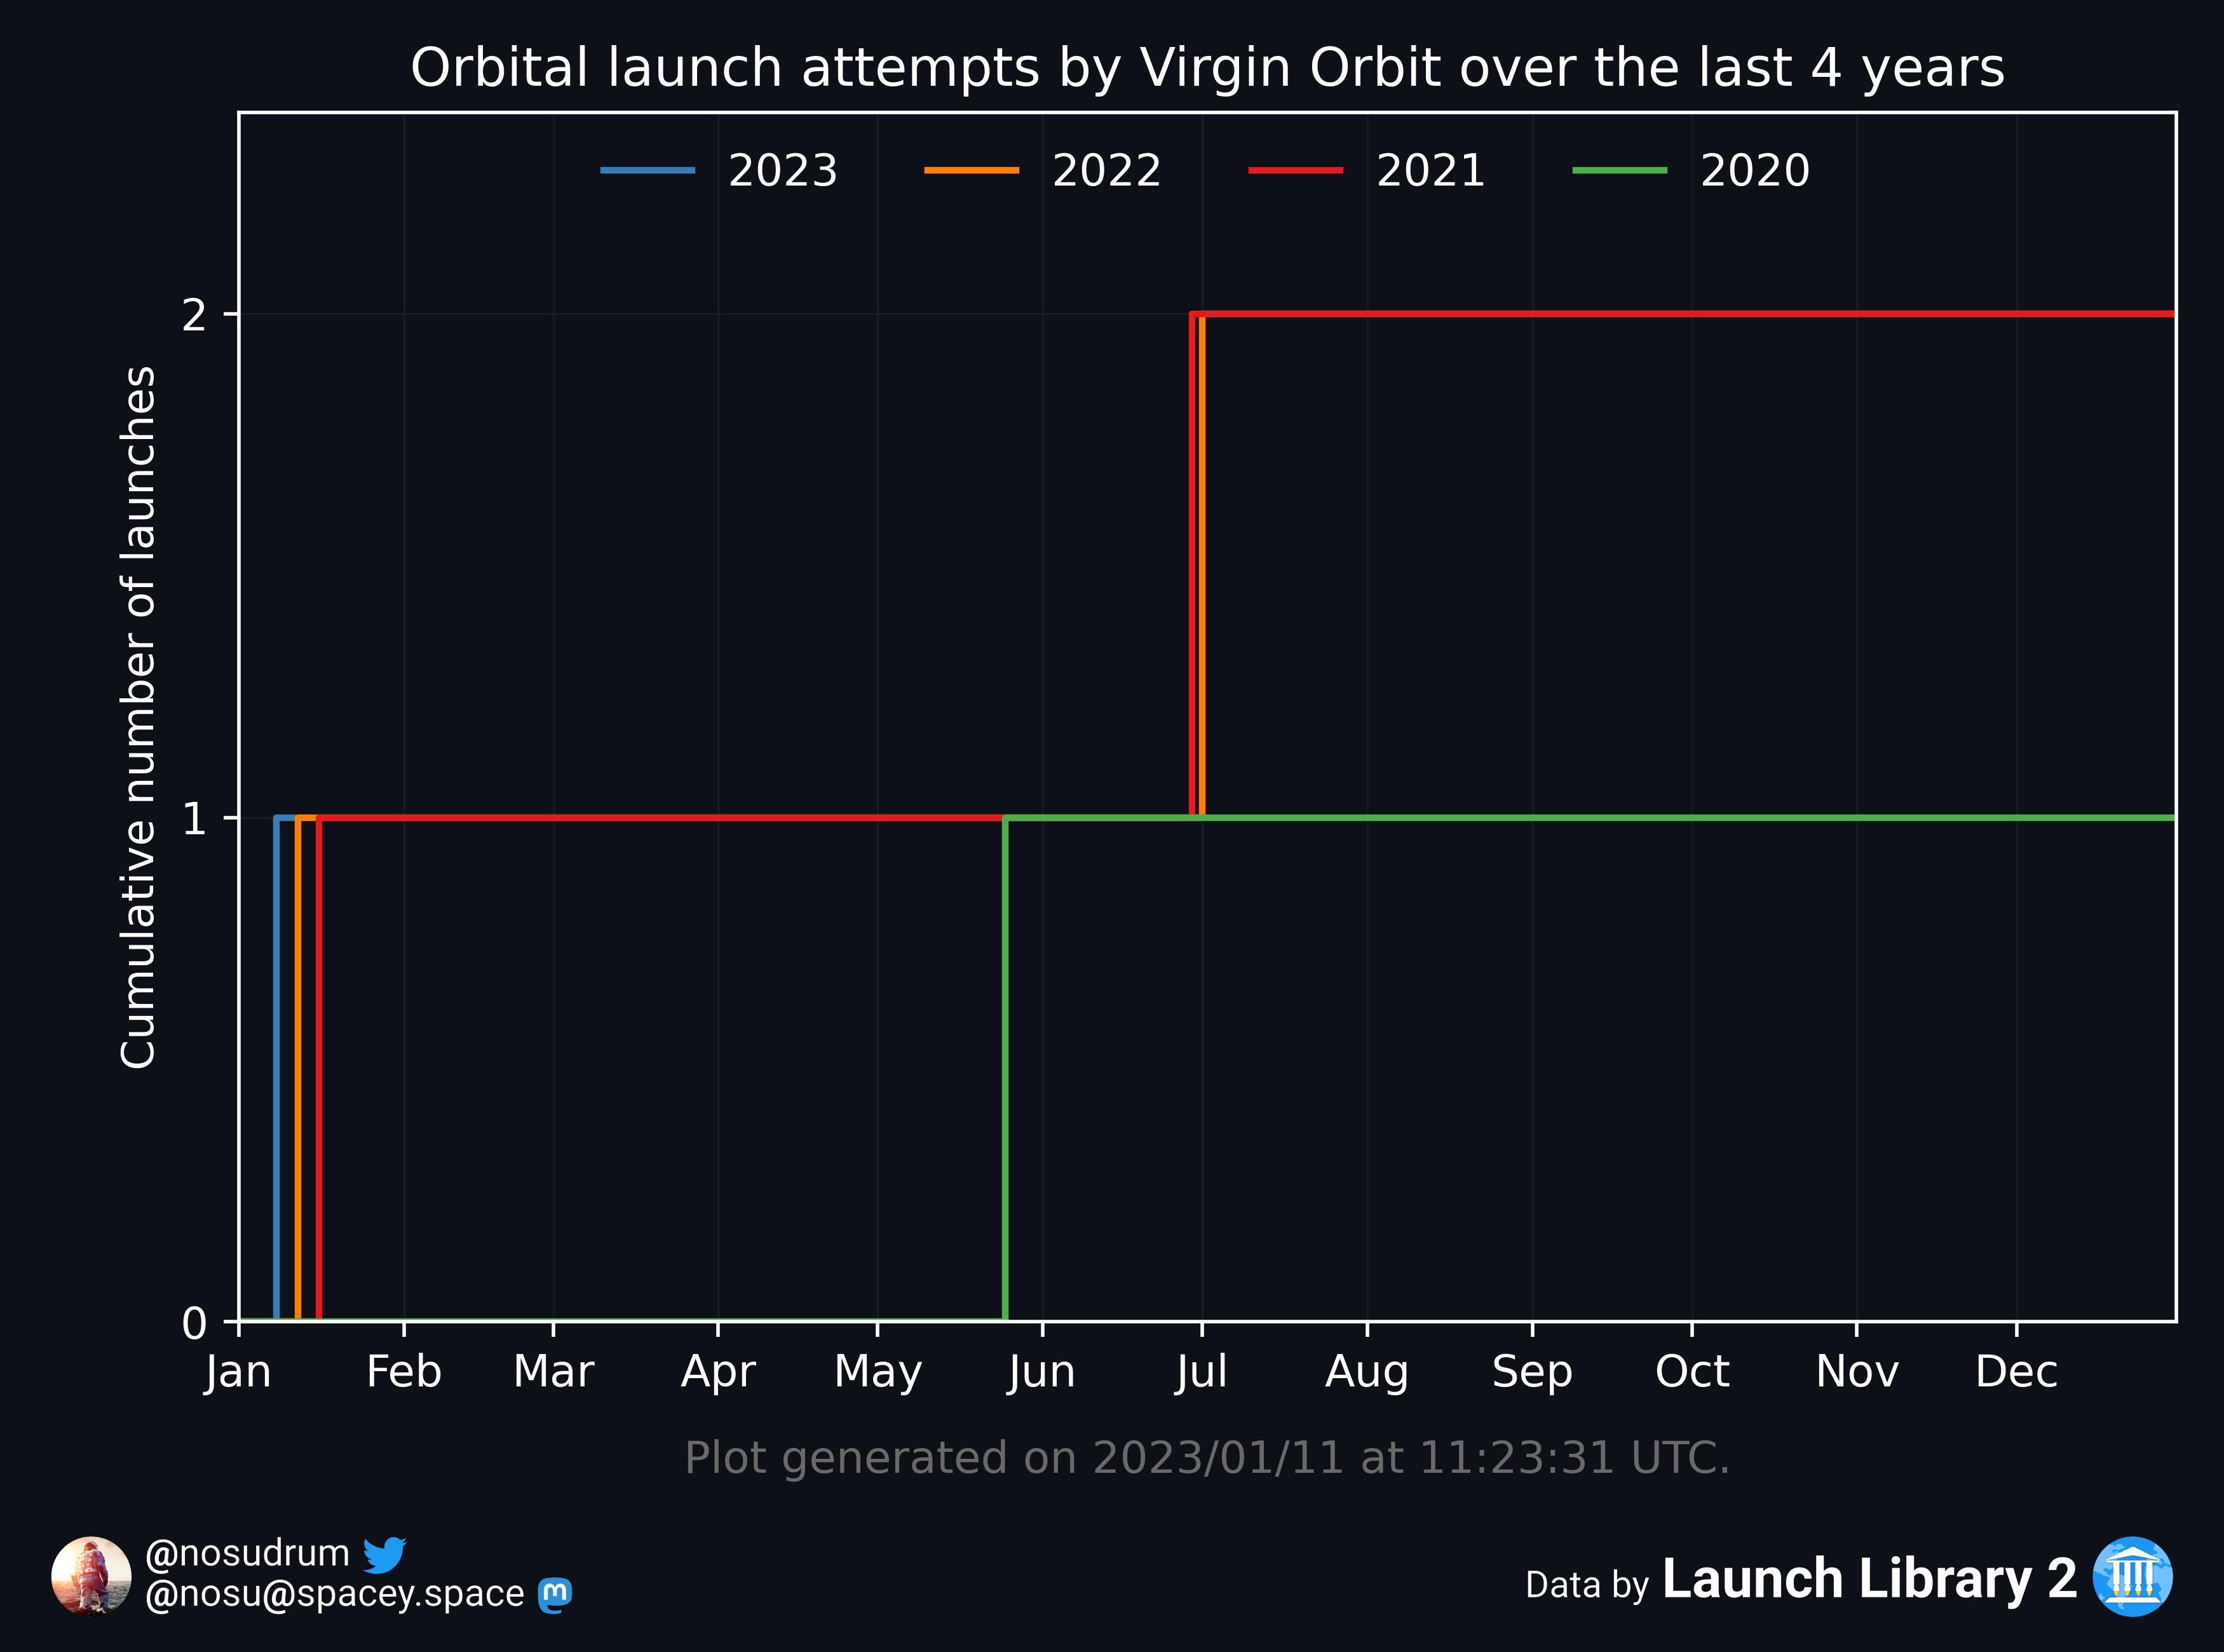 Orbital launch attempts by Virgin Orbit over the last 4 years
2023 2022 2021 2020
Cumulative number of launches
2
1
0
Jan Feb Mar Apr May Jun Jul Aug Sep Oct Nov Dec
Plot generated on 2023/01/11 at 11:23:31 UTC.
@nosudrum
@nosu@spacey.space
Data by Launch Library 2